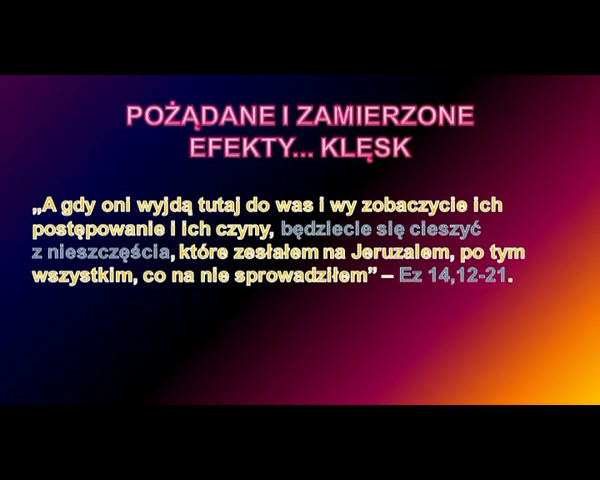 POŻĄDANE I ZAMIERZONE
EFEKTY... KLĘSK
„A gdy oni wyjdą tutaj do was i wy zobaczycie ich
postępowanie i ich czyny, będziecie się cieszyć
z nieszczęścia, które zesłałem na Jeruzalem, po tym
wszystkim, co na nie sprowadziłem” – Ez 14,12-21.